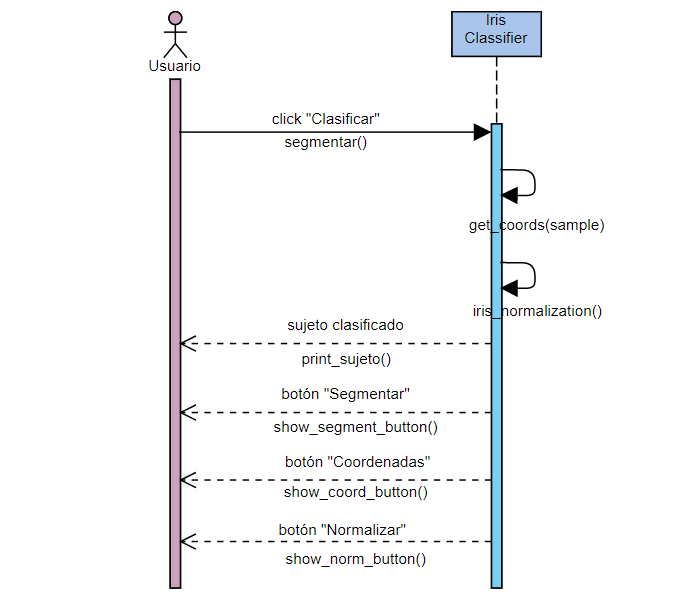 Iris
Classifier
Usuario
click "Clasificar"
segmentar()
get_coords(sample)
iris_normalization()
sujeto clasificado
print_sujeto()
botón "Segmentar"
show_segment_button()
botón "Coordenadas"
show_coord_button()
botón "Normalizar"
show_norm_button()